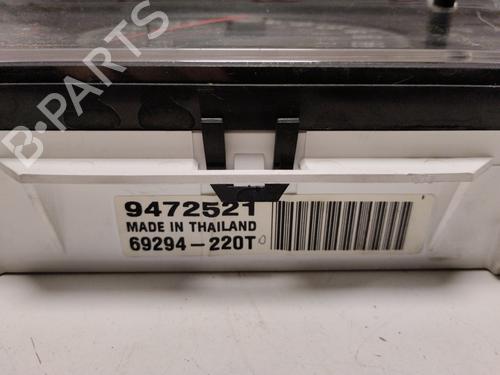 B-PARTS
9472521
MADE IN THAILAND
69294-220T